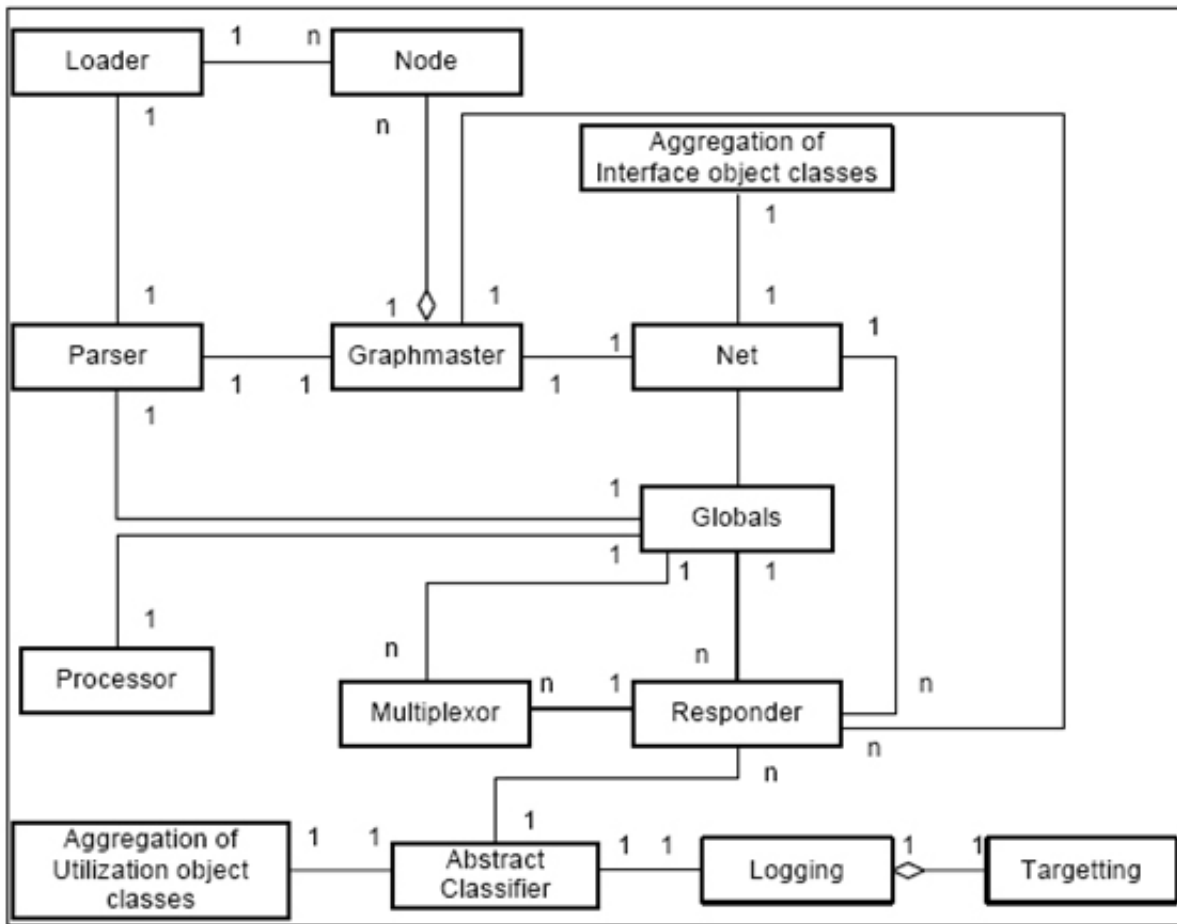 1 n
Loader Node
1 n
Aggregation of
Interface object classes
1
1 1 1 1 1
Parser Graphmaster 1 Net
1 1 1
1
1
Globals
1 1 1
1
n n
Processor
n 1 n
Multiplexor Responder
n
n
1
Aggregation of
Utilization object
classes
1 1
Abstract
Classifier
1 1
Logging
1 1
Targetting